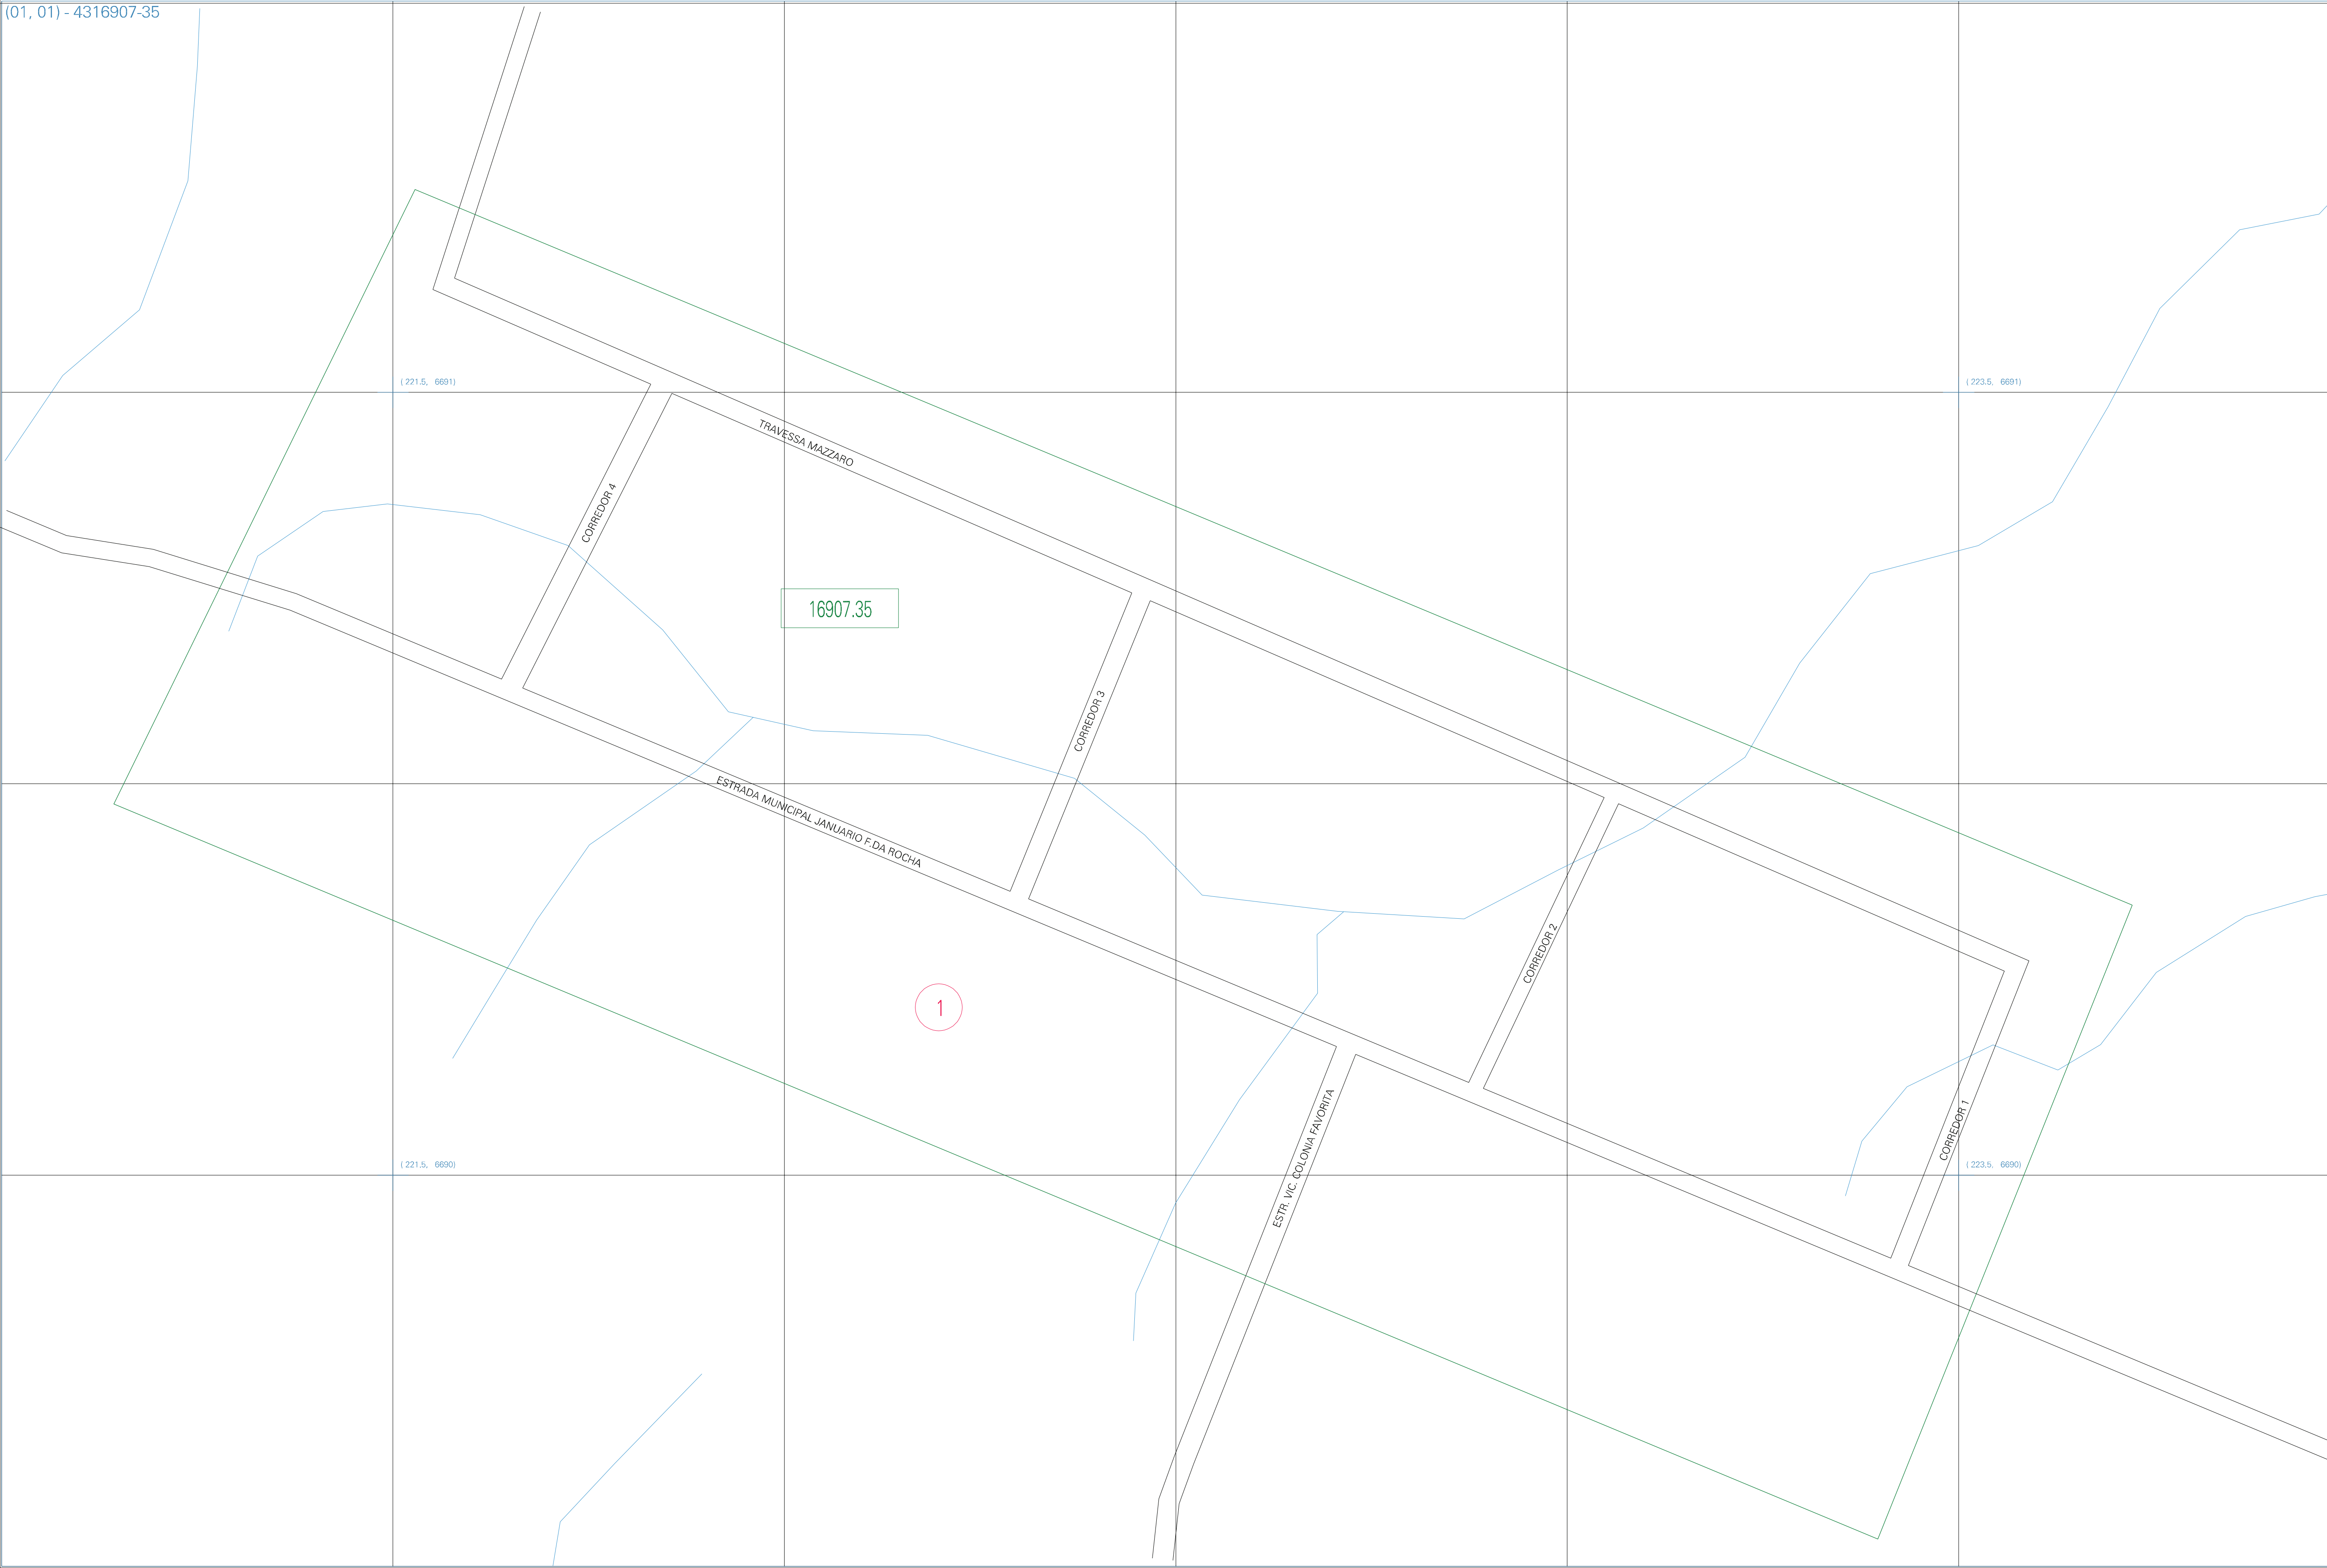 (01, 01) - 4316907-35
( 221.5, 6691)
( 223.5, 6691)
TRAVESSA MAZZARO
CORREDOR 4
16907.35
CORREDOR 3
ESTRADA MUNICIPAL JANUARIO F.DA ROCHA
CORREDOR 2
1
ESTR. VIC. COLONIA FAVORITA
CORREDOR 1
( 221.5, 6690)
( 223.5, 6690)